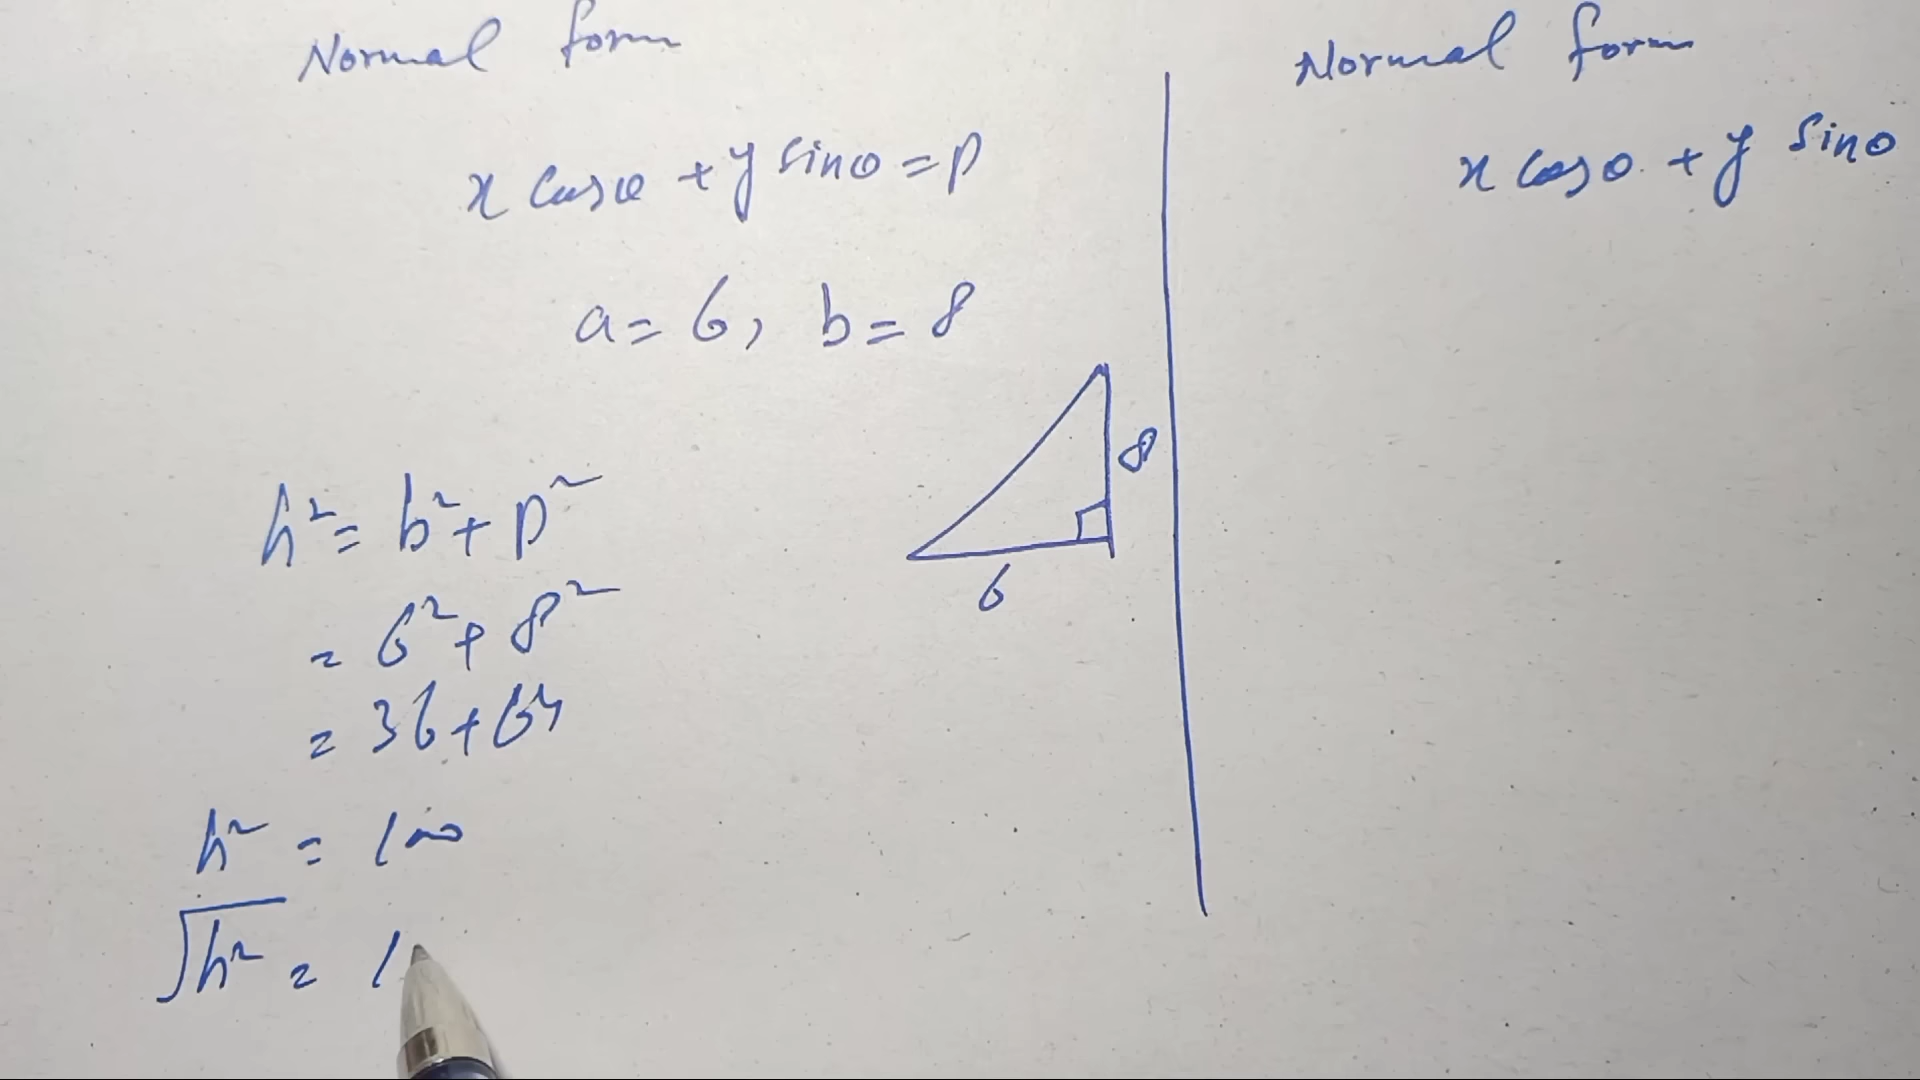 Normal form
x cosθ + y sinθ = p
a = 6, b = 8
8
6
h² = b² + p²
= 6² + 8²
= 36 + 64
h² = 100
√h² = 1
Normal form
x cosθ + y sinθ